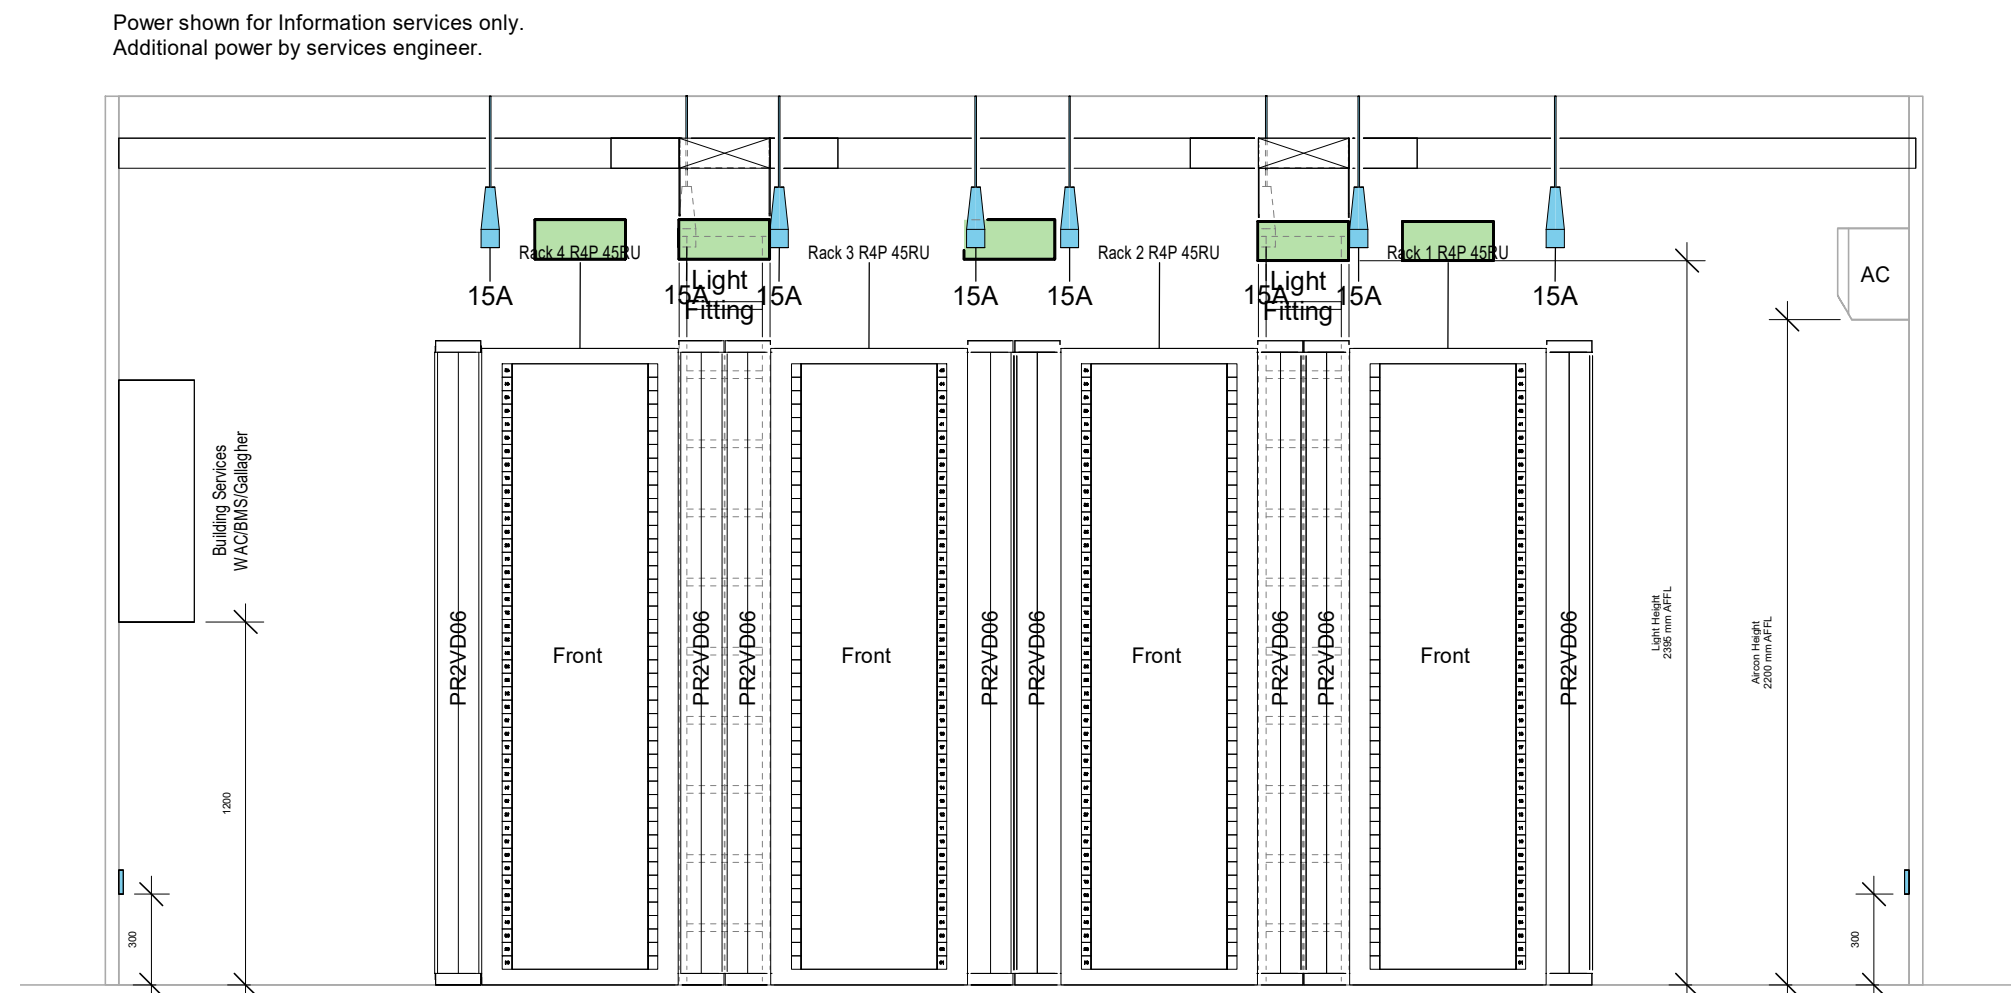 Power shown for Information services only.
Additional power by services engineer.
Rack 4 R4P 45RU
Rack 3 R4P 45RU
Rack 2 R4P 45RU
Rack 1 R4P 45RU
AC
15A
15A
Light
Fitting
15A
15A
15A
15A
Light
Fitting
15A
15A
Building Services
WAC/BMS/Gallagher
PR2VD06
Front
PR2VD06
PR2VD06
Front
PR2VD06
PR2VD06
Front
PR2VD06
PR2VD06
Front
PR2VD06
Light Height
2395 mm AFFL
Aircon Height
2200 mm AFFL
1200
300
300